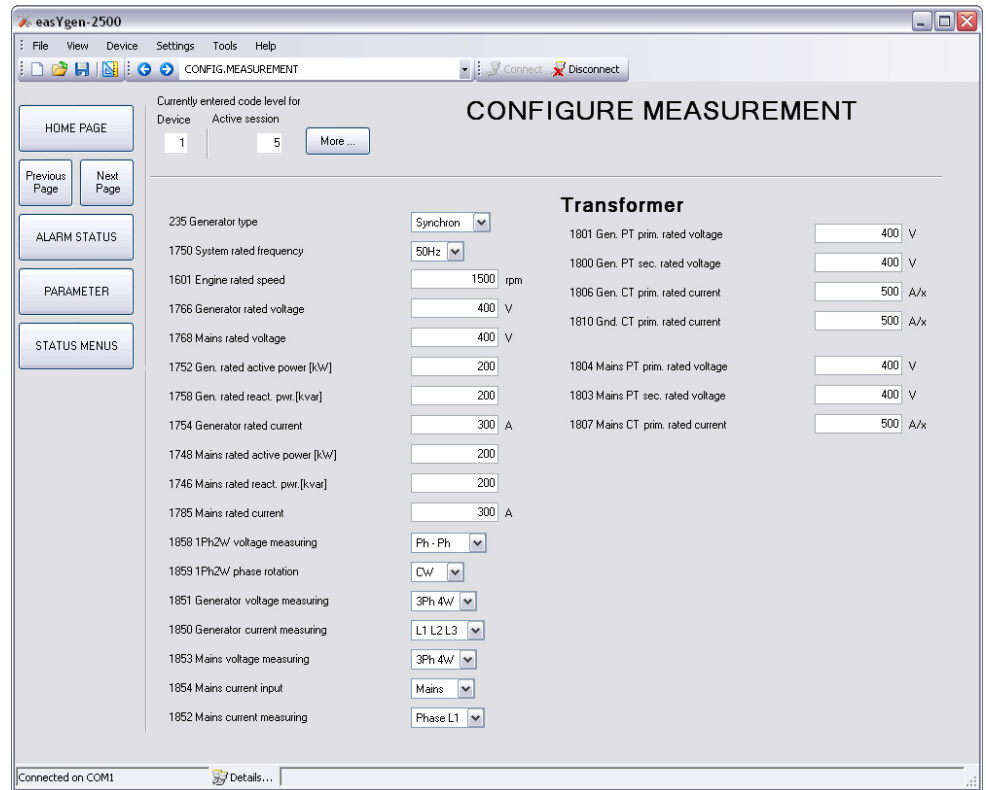 easYgen-2500
File View Device Settings Tools Help
CONFIG.MEASUREMENT Connect Disconnect
HOME PAGE
Previous Page
Next Page
ALARM STATUS
PARAMETER
STATUS MENUS
Currently entered code level for
Device Active session
1 5 More ...
CONFIGURE MEASUREMENT
235 Generator type Synchron
1750 System rated frequency 50Hz
1601 Engine rated speed 1500 rpm
1766 Generator rated voltage 400 V
1768 Mains rated voltage 400 V
1752 Gen. rated active power [kW] 200
1758 Gen. rated react. pwr.[kvar] 200
1754 Generator rated current 300 A
1748 Mains rated active power [kW] 200
1746 Mains rated react. pwr.[kvar] 200
1785 Mains rated current 300 A
1858 1Ph2W voltage measuring Ph - Ph
1859 1Ph2W phase rotation CW
1851 Generator voltage measuring 3Ph 4W
1850 Generator current measuring L1 L2 L3
1853 Mains voltage measuring 3Ph 4W
1854 Mains current input Mains
1852 Mains current measuring Phase L1
Transformer
1801 Gen. PT prim. rated voltage 400 V
1800 Gen. PT sec. rated voltage 400 V
1806 Gen. CT prim. rated current 500 A/x
1810 Gnd. CT prim. rated current 500 A/x
1804 Mains PT prim. rated voltage 400 V
1803 Mains PT sec. rated voltage 400 V
1807 Mains CT prim. rated current 500 A/x
Connected on COM1 Details...